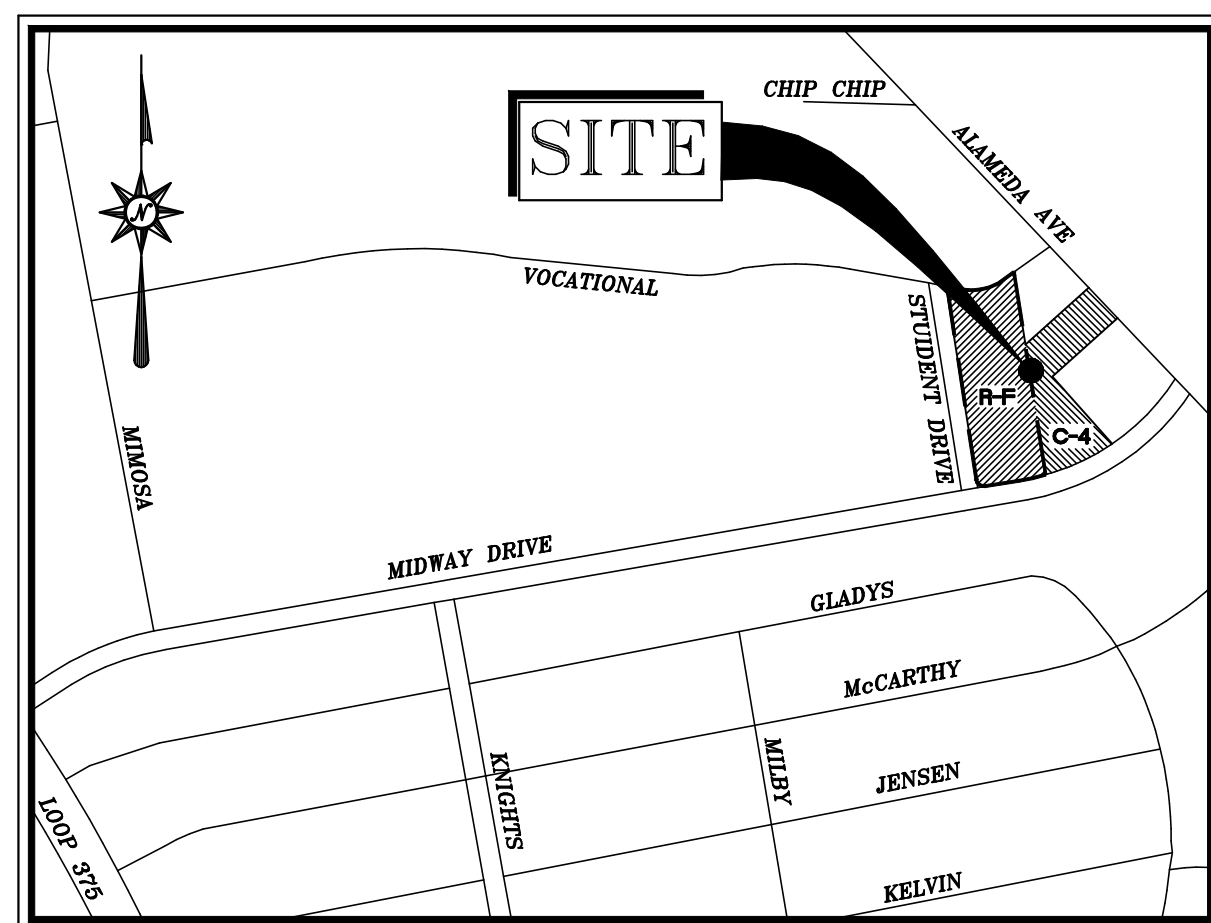 CHIP CHIP
SITE
ALAMEDA AVE
N
VOCATIONAL
STUIDENT DRIVE
R-F
C-4
MIMOSA
MIDWAY DRIVE
GLADYS
McCARTHY
KNIGHTS
MILBY
JENSEN
LOOP 375
KELVIN